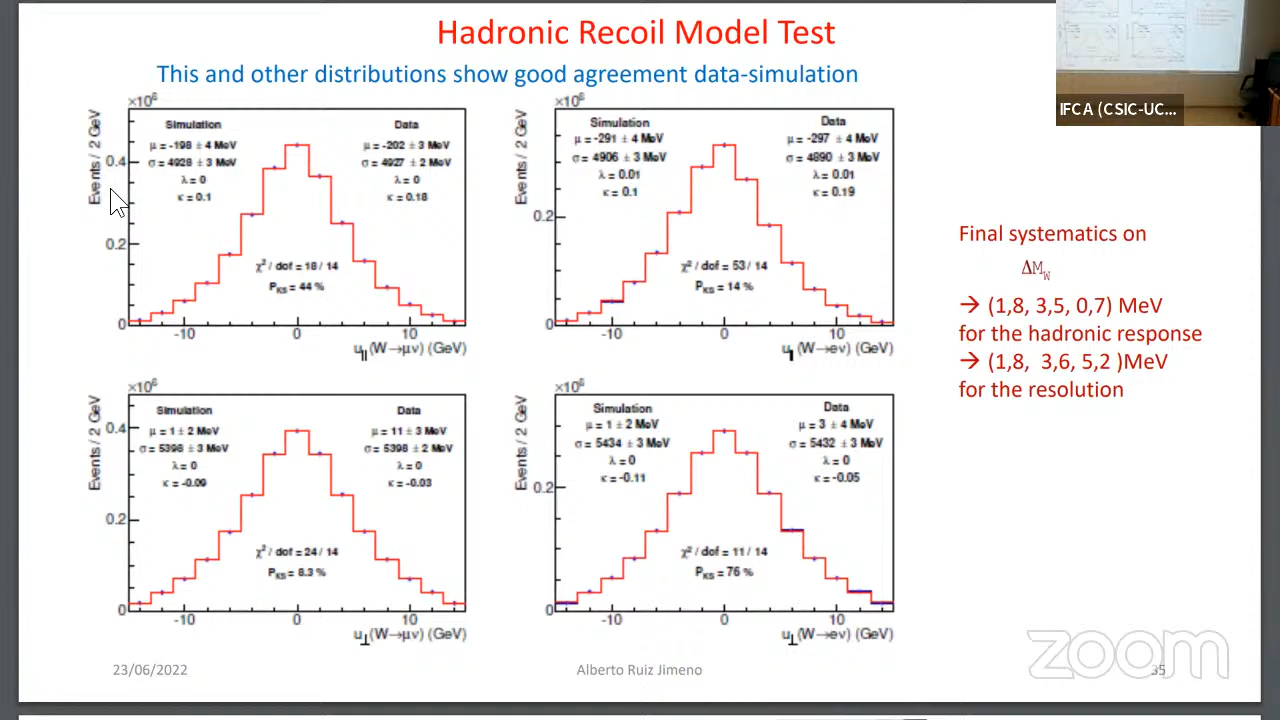 Hadronic Recoil Model Test
This and other distributions show good agreement data-simulation
IFCA (CSIC-UC...
×10⁶
Events / 2 GeV
Simulation
μ = -198 ± 4 MeV
σ = 4928 ± 3 MeV
λ = 0
κ = 0.1
Data
μ = -202 ± 3 MeV
σ = 4927 ± 2 MeV
λ = 0
κ = 0.18
χ² / dof = 18 / 14
P_KS = 44 %
0.4
0.2
0
-10 0 10
u_||(W→μν) (GeV)
×10⁶
Events / 2 GeV
Simulation
μ = -291 ± 4 MeV
σ = 4906 ± 3 MeV
λ = 0.01
κ = 0.1
Data
μ = -297 ± 4 MeV
σ = 4890 ± 3 MeV
λ = 0.01
κ = 0.19
χ² / dof = 53 / 14
P_KS = 14 %
0.2
0
-10 0 10
u_||(W→eν) (GeV)
×10⁶
Events / 2 GeV
Simulation
μ = 1 ± 2 MeV
σ = 5398 ± 3 MeV
λ = 0
κ = -0.09
Data
μ = 11 ± 3 MeV
σ = 5398 ± 2 MeV
λ = 0
κ = -0.03
χ² / dof = 24 / 14
P_KS = 8.3 %
0.4
0.2
0
-10 0 10
u_⊥(W→μν) (GeV)
×10⁶
Events / 2 GeV
Simulation
μ = 1 ± 2 MeV
σ = 5434 ± 3 MeV
λ = 0
κ = -0.11
Data
μ = 3 ± 4 MeV
σ = 5432 ± 3 MeV
λ = 0
κ = -0.05
χ² / dof = 11 / 14
P_KS = 76 %
0.2
0
-10 0 10
u_⊥(W→eν) (GeV)
Final systematics on
ΔM_W
→ (1,8, 3,5, 0,7) MeV
for the hadronic response
→ (1,8, 3,6, 5,2 )MeV
for the resolution
23/06/2022
Alberto Ruiz Jimeno
35
zoom